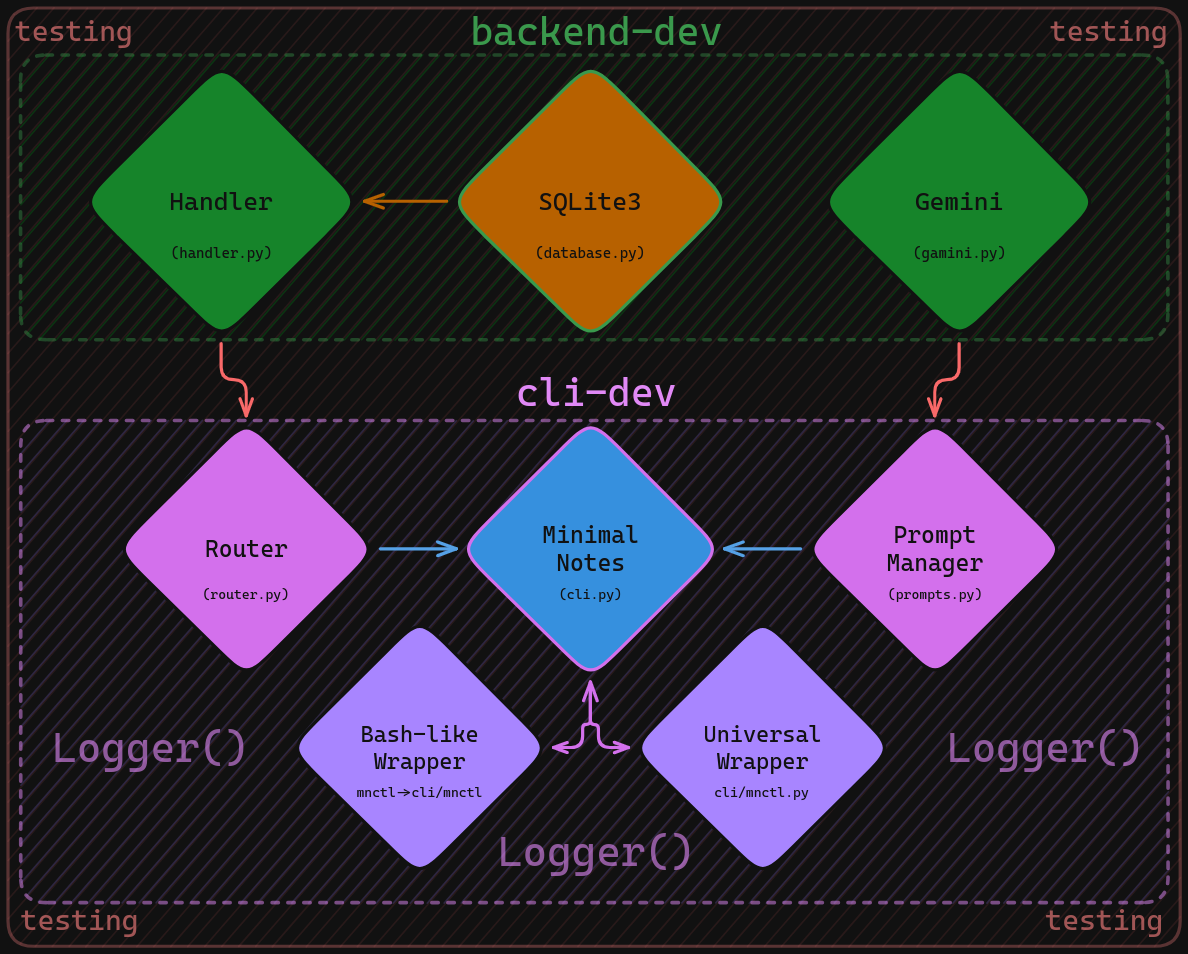 testing
backend-dev
testing
Handler
(handler.py)
SQLite3
(database.py)
Gemini
(gamini.py)
cli-dev
Router
(router.py)
Minimal
Notes
(cli.py)
Prompt
Manager
(prompts.py)
Bash-like
Wrapper
mnctl→cli/mnctl
Universal
Wrapper
cli/mnctl.py
Logger()
Logger()
Logger()
testing
testing